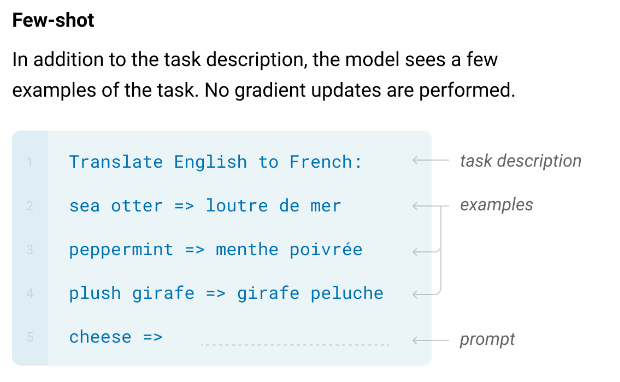 Few-shot
In addition to the task description, the model sees a few
examples of the task. No gradient updates are performed.
1 Translate English to French: task description
2 sea otter => loutre de mer examples
3 peppermint => menthe poivrée
4 plush girafe => girafe peluche
5 cheese => prompt